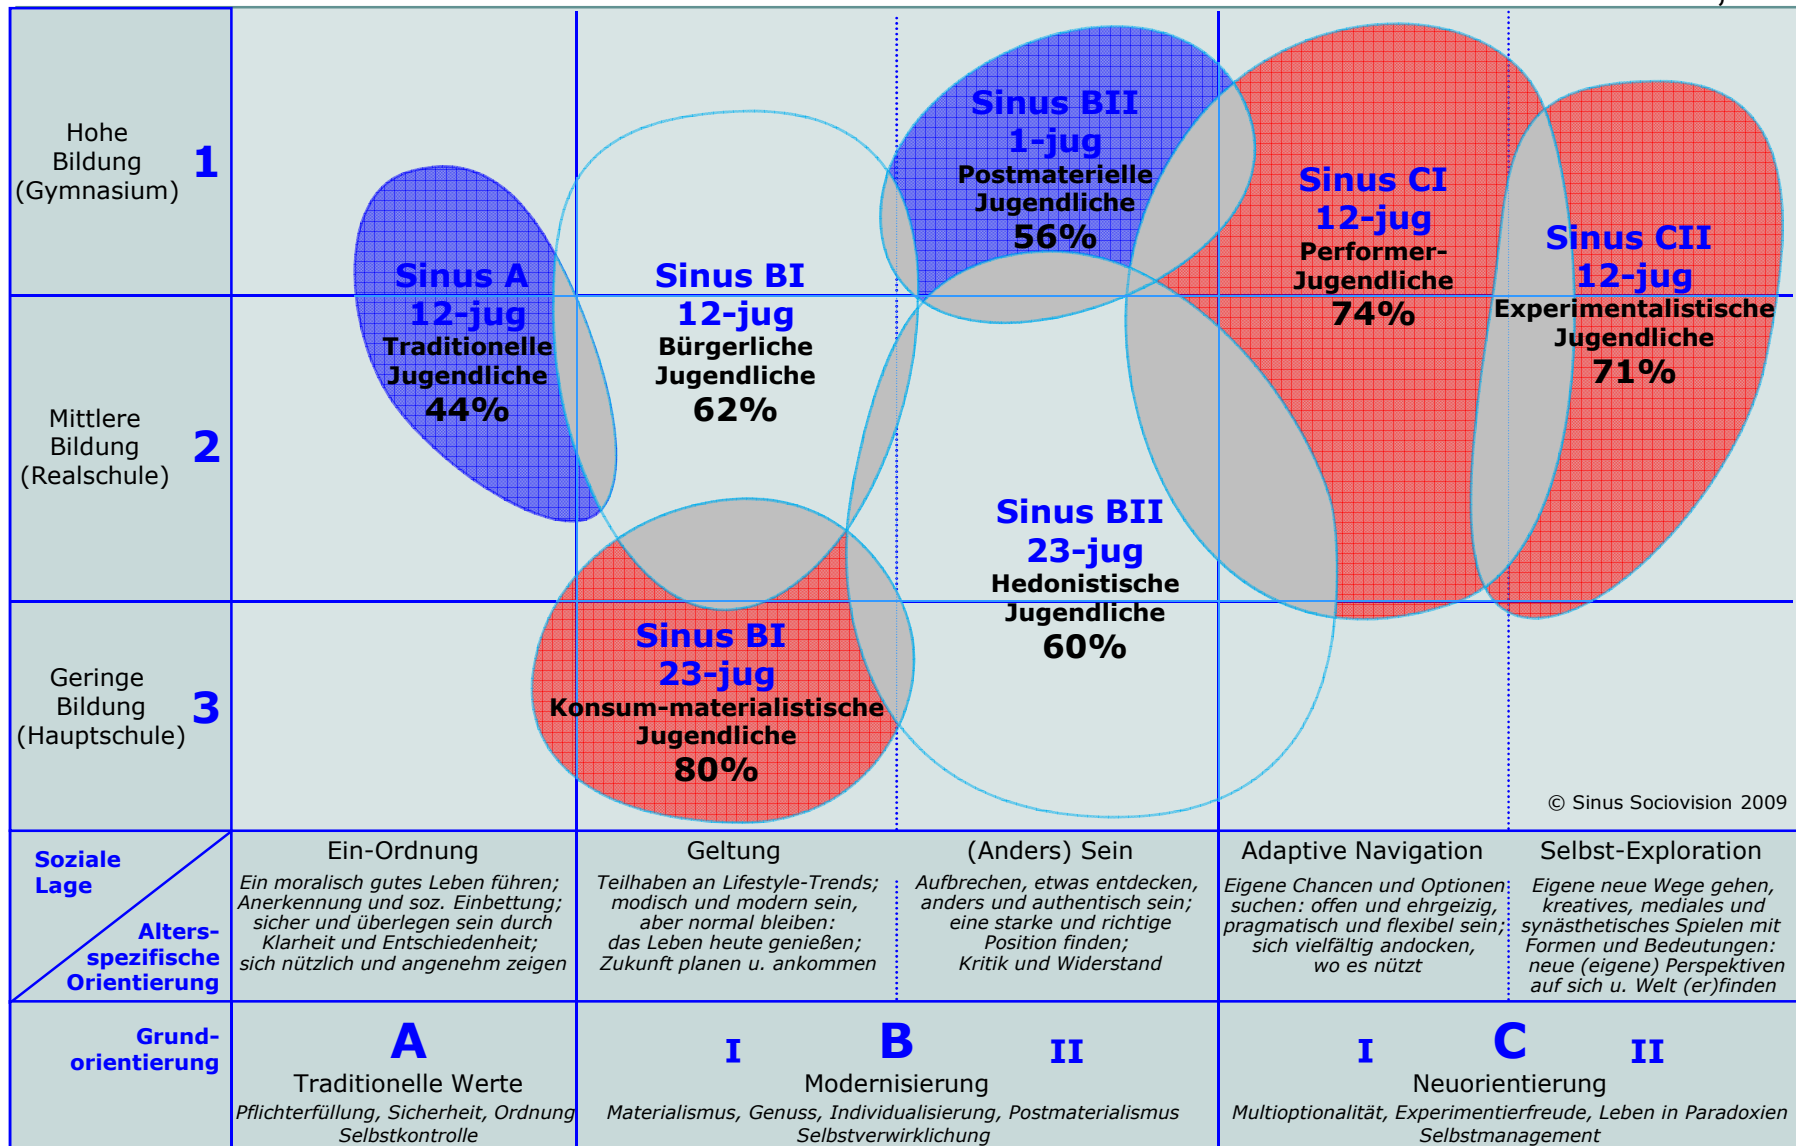 Hohe
Bildung
(Gymnasium)
1
Mittlere
Bildung
(Realschule)
2
Geringe
Bildung
(Hauptschule)
3
Sinus A
12-jug
Traditionelle
Jugendliche
44%
Sinus BI
12-jug
Bürgerliche
Jugendliche
62%
Sinus BII
1-jug
Postmaterielle
Jugendliche
56%
Sinus CI
12-jug
Performer-
Jugendliche
74%
Sinus CII
12-jug
Experimentalistische
Jugendliche
71%
Sinus BI
23-jug
Konsum-materialistische
Jugendliche
80%
Sinus BII
23-jug
Hedonistische
Jugendliche
60%
© Sinus Sociovision 2009
Soziale
Lage
Alters-
spezifische
Orientierung
Ein-Ordnung
Ein moralisch gutes Leben führen;
Anerkennung und soz. Einbettung;
sicher und überlegen sein durch
Klarheit und Entschiedenheit;
sich nützlich und angenehm zeigen
Geltung
Teilhaben an Lifestyle-Trends;
modisch und modern sein,
aber normal bleiben:
das Leben heute genießen;
Zukunft planen u. ankommen
(Anders) Sein
Aufbrechen, etwas entdecken,
anders und authentisch sein;
eine starke und richtige
Position finden;
Kritik und Widerstand
Adaptive Navigation
Eigene Chancen und Optionen
suchen: offen und ehrgeizig,
pragmatisch und flexibel sein;
sich vielfältig andocken,
wo es nützt
Selbst-Exploration
Eigene neue Wege gehen,
kreatives, mediales und
synästhetisches Spielen mit
Formen und Bedeutungen:
neue (eigene) Perspektiven
auf sich u. Welt (er)finden
Grund-
orientierung
A
Traditionelle Werte
Pflichterfüllung, Sicherheit, Ordnung
Selbstkontrolle
I B II
Modernisierung
Materialismus, Genuss, Individualisierung, Postmaterialismus
Selbstverwirklichung
I C II
Neuorientierung
Multioptionalität, Experimentierfreude, Leben in Paradoxien
Selbstmanagement